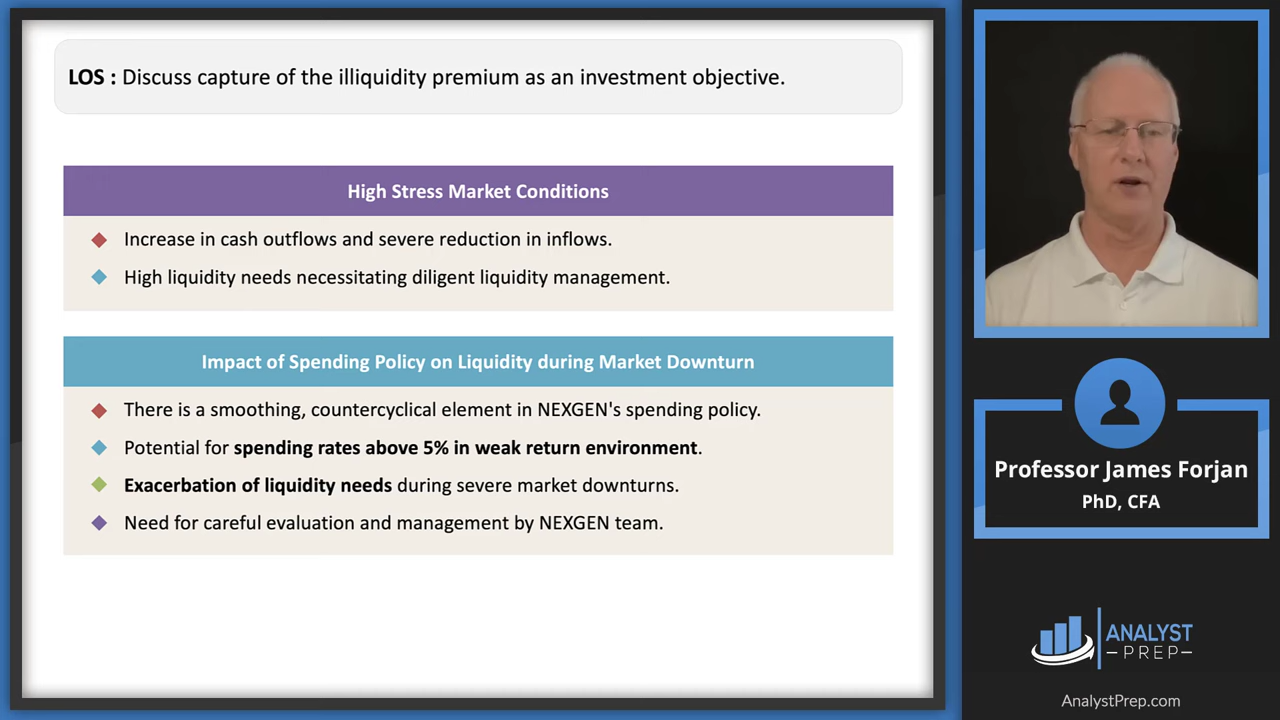 LOS : Discuss capture of the illiquidity premium as an investment objective.
High Stress Market Conditions
Increase in cash outflows and severe reduction in inflows.
High liquidity needs necessitating diligent liquidity management.
Impact of Spending Policy on Liquidity during Market Downturn
There is a smoothing, countercyclical element in NEXGEN's spending policy.
Potential for spending rates above 5% in weak return environment.
Exacerbation of liquidity needs during severe market downturns.
Need for careful evaluation and management by NEXGEN team.
Professor James Forjan
PhD, CFA
ANALYST
PREP
AnalystPrep.com